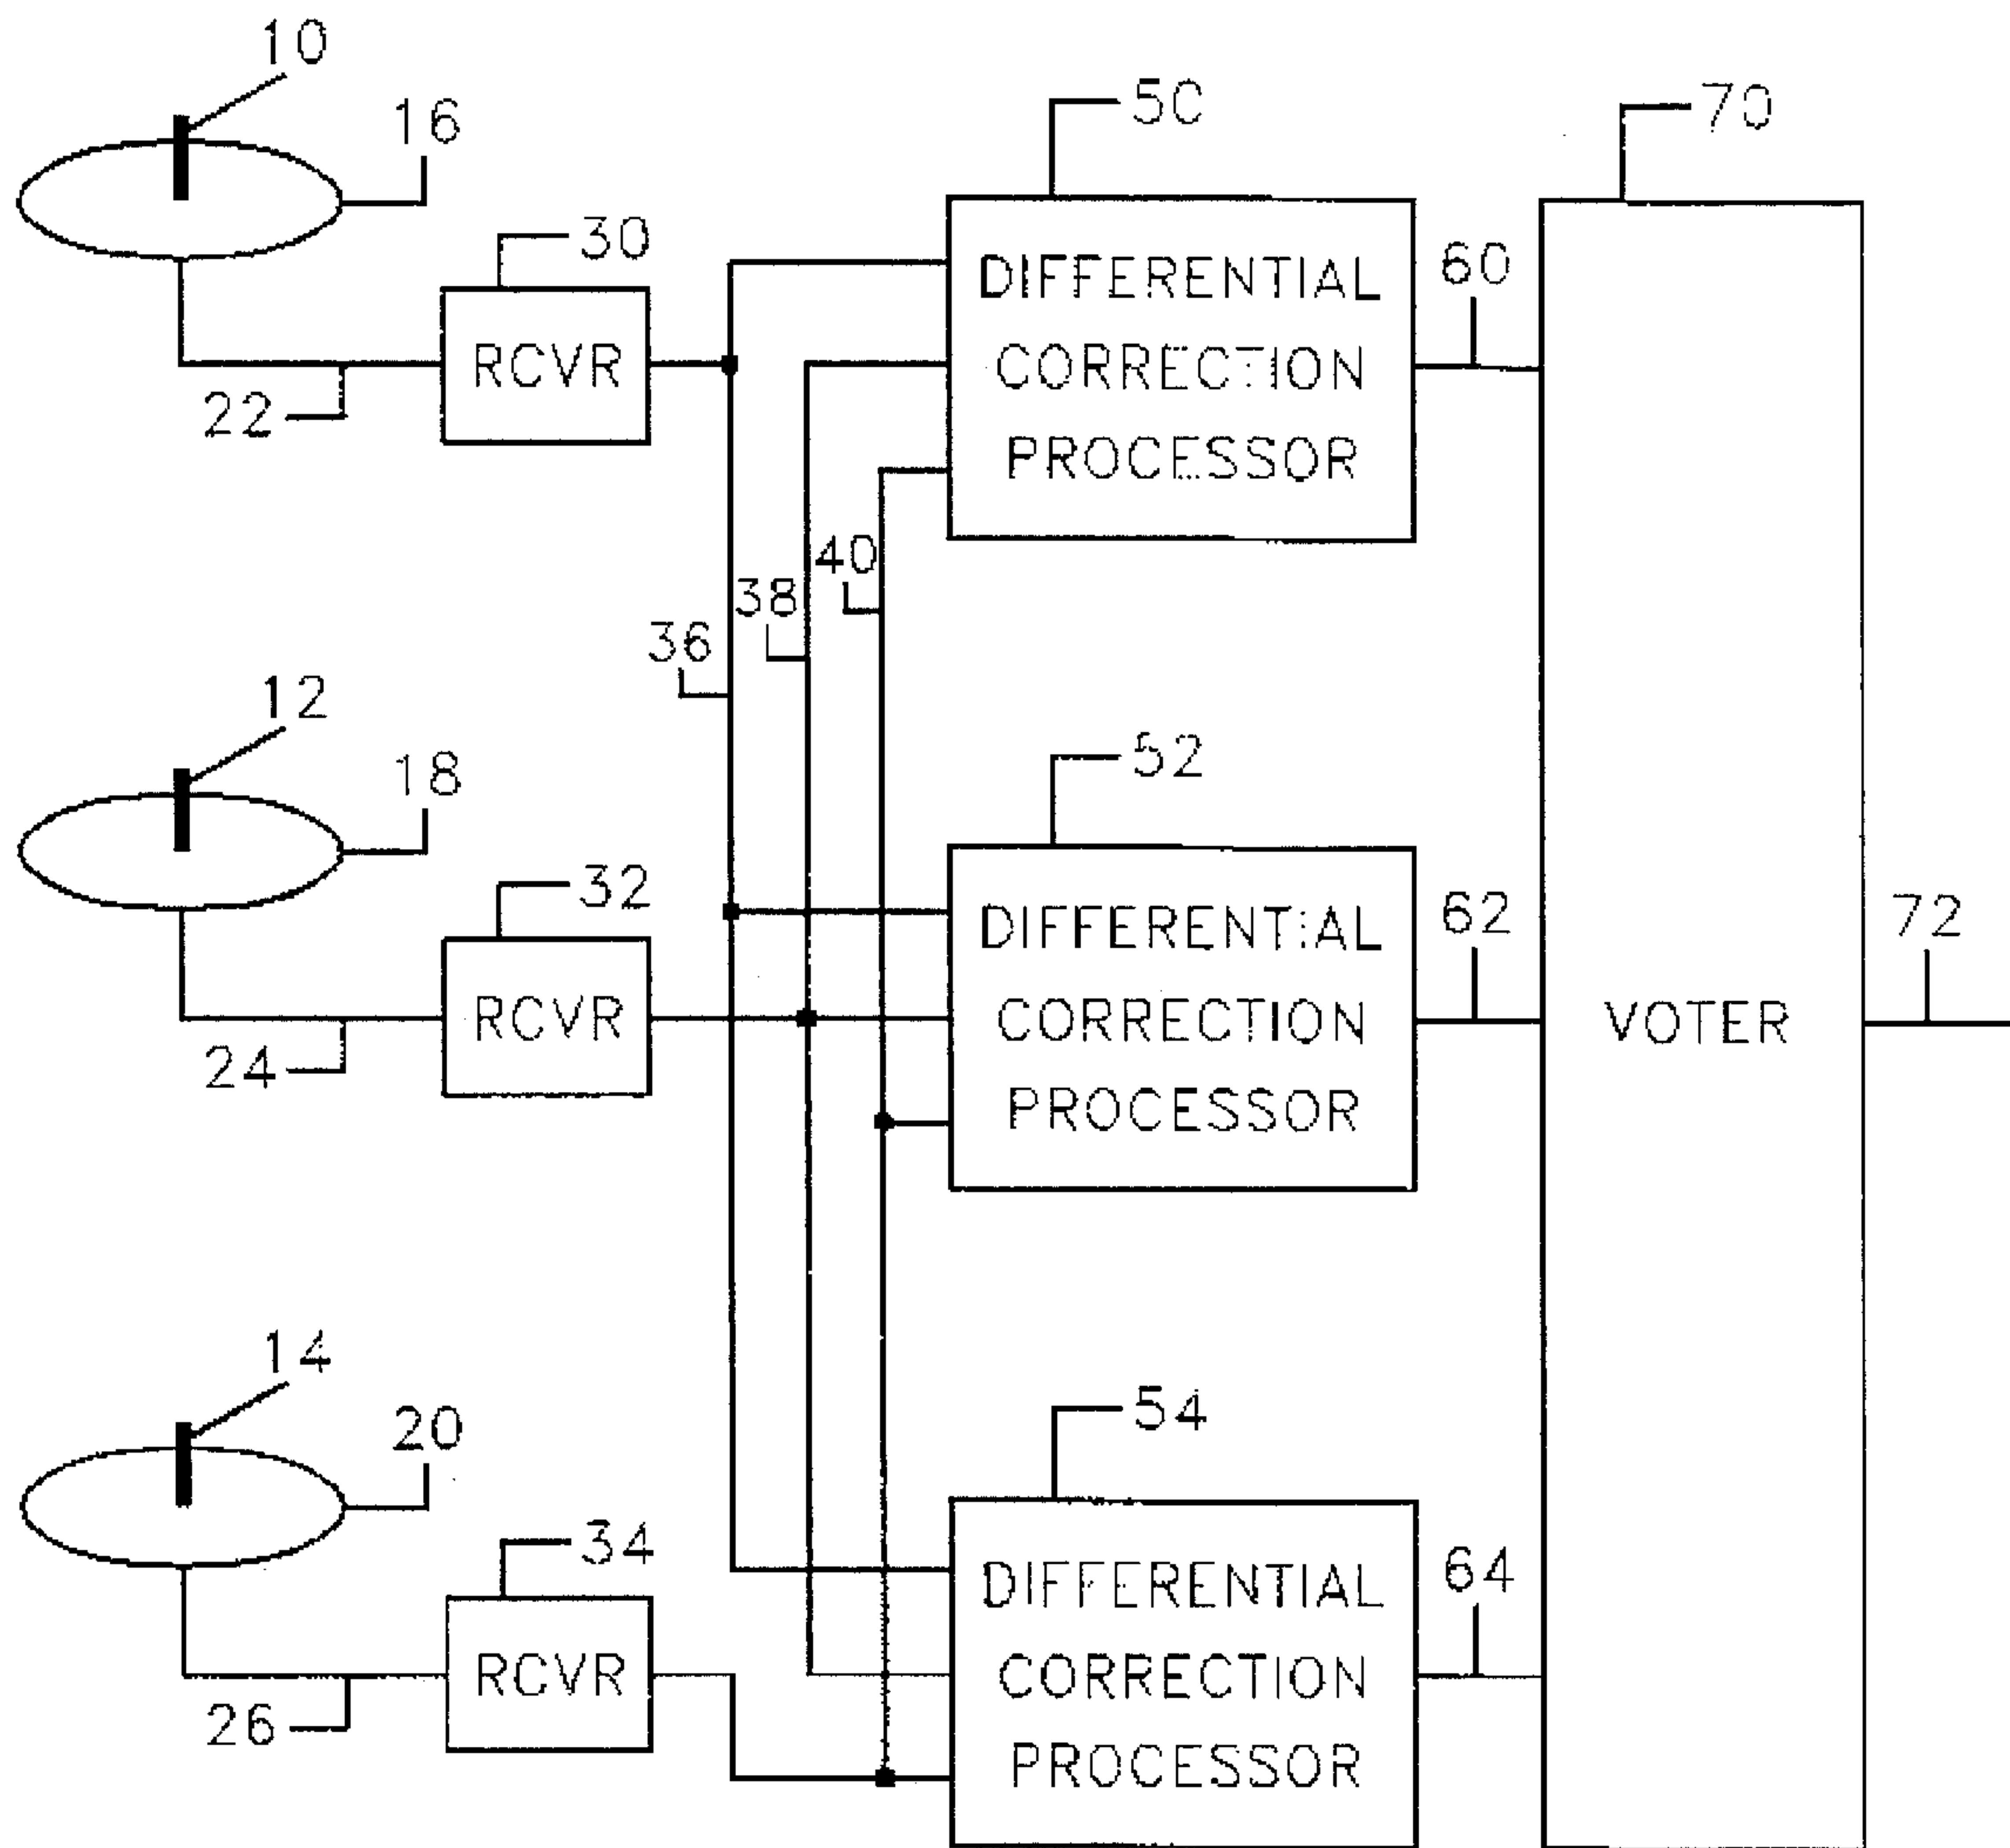 10
16
50
70
30
60
DIFFERENTIAL
CORRECTION
PROCESSOR
RCVR
22
40
38
36
12
18
52
32
62
72
DIFFERENTIAL
CORRECTION
PROCESSOR
RCVR
VOTER
24
14
20
54
34
64
DIFFERENTIAL
CORRECTION
PROCESSOR
RCVR
26